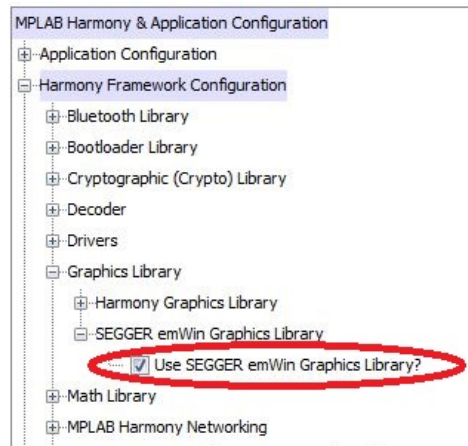 MPLAB Harmony & Application Configuration
Application Configuration
Harmony Framework Configuration
Bluetooth Library
Bootloader Library
Cryptographic (Crypto) Library
Decoder
Drivers
Graphics Library
Harmony Graphics Library
SEGGER emWin Graphics Library
Use SEGGER emWin Graphics Library?
Math Library
MPLAB Harmony Networking